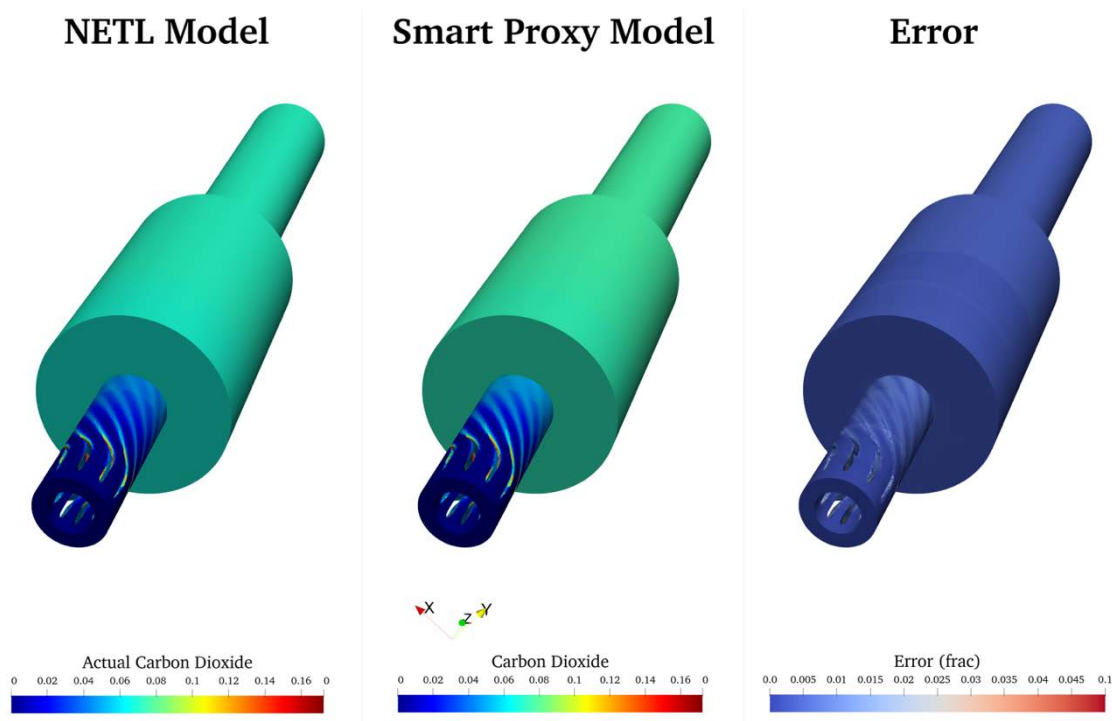 NETL Model Smart Proxy Model Error
X Z Y
Actual Carbon Dioxide Carbon Dioxide Error (frac)
0 0.02 0.04 0.06 0.08 0.1 0.12 0.14 0.16 0 0 0.02 0.04 0.06 0.08 0.1 0.12 0.14 0.16 0 0.0 0.005 0.01 0.015 0.02 0.025 0.03 0.035 0.04 0.045 0.1